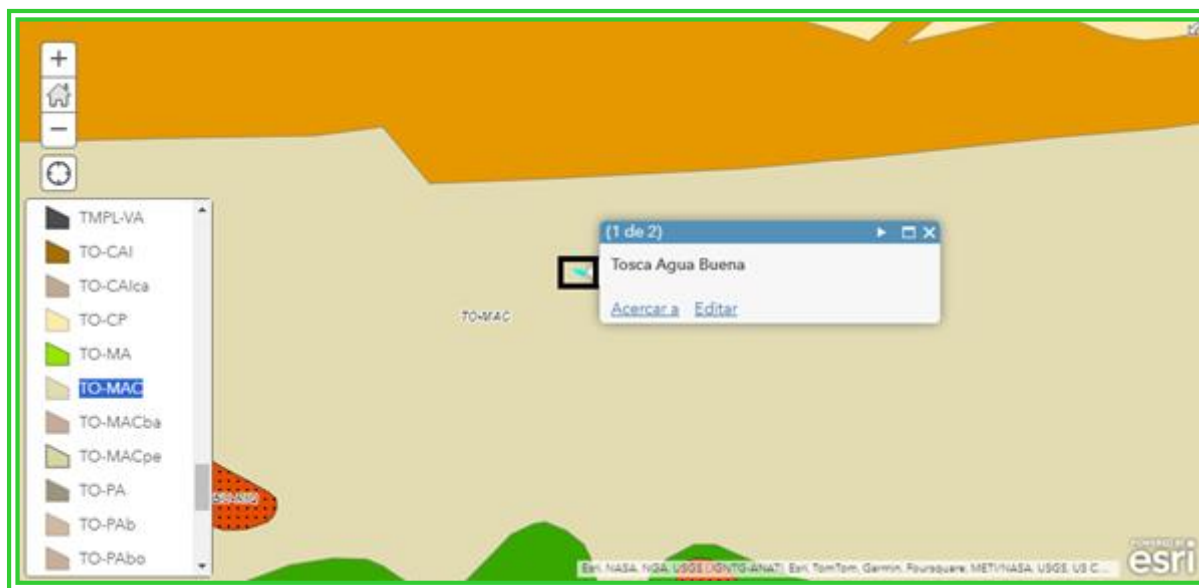 +
−
TMPL-VA
TO-CAI
TO-CAIca
TO-CP
TO-MA
TO-MAC
TO-MACba
TO-MACpe
TO-PA
TO-PAb
TO-PAbo
(1 de 2)
Tosca Agua Buena
Acercar a Editar
TO-MAC
Esri, NASA, NGA, USGS | IGNTG-ANATI, Esri, TomTom, Garmin, Foursquare, METI/NASA, USGS, US C...
POWERED BY
esri